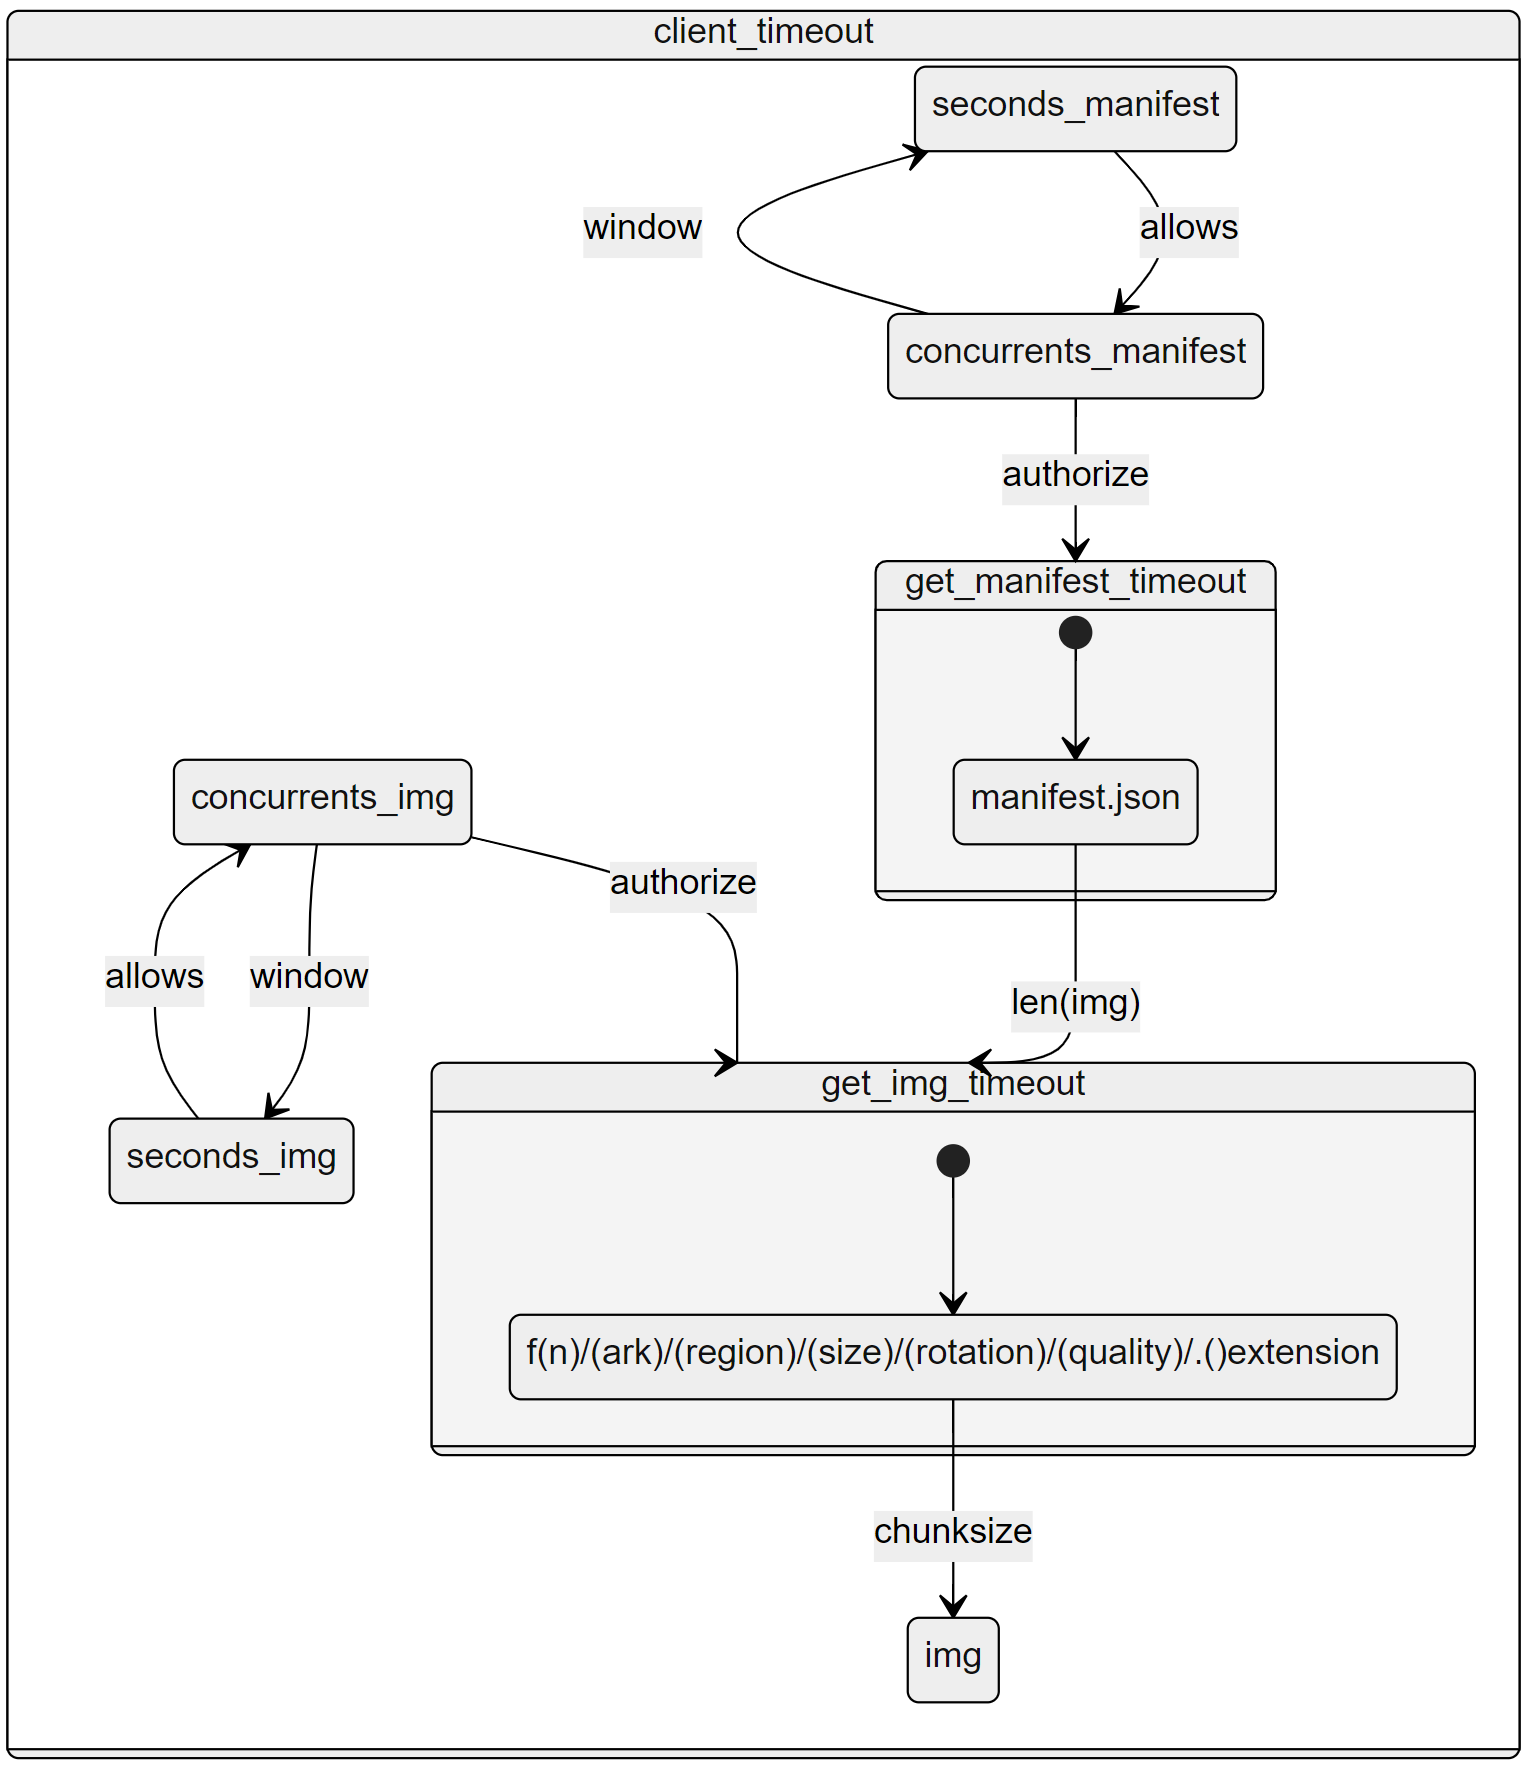 client_timeout
seconds_manifest
window
allows
concurrents_manifest
authorize
get_manifest_timeout
manifest.json
concurrents_img
authorize
allows
window
len(img)
get_img_timeout
seconds_img
f(n)/(ark)/(region)/(size)/(rotation)/(quality)/.()extension
chunksize
img